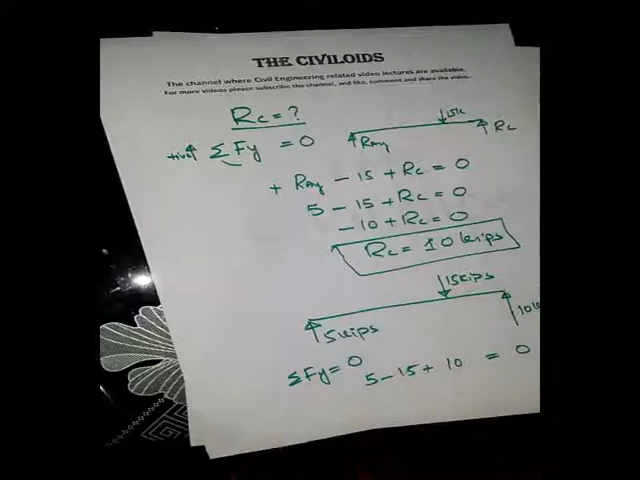 THE CIVILOIDS
The channel where Civil Engineering related video lectures are available.
For more videos please subscribe the channel, and like, comment and share the video.
Rc = ?
+tive ↑ ΣFy = 0
15k
RAy
Rc
+ RAy - 15 + Rc = 0
5 - 15 + Rc = 0
- 10 + Rc = 0
Rc = 10 kips
15kips
5kips
10k
ΣFy = 0
5 - 15 + 10 = 0